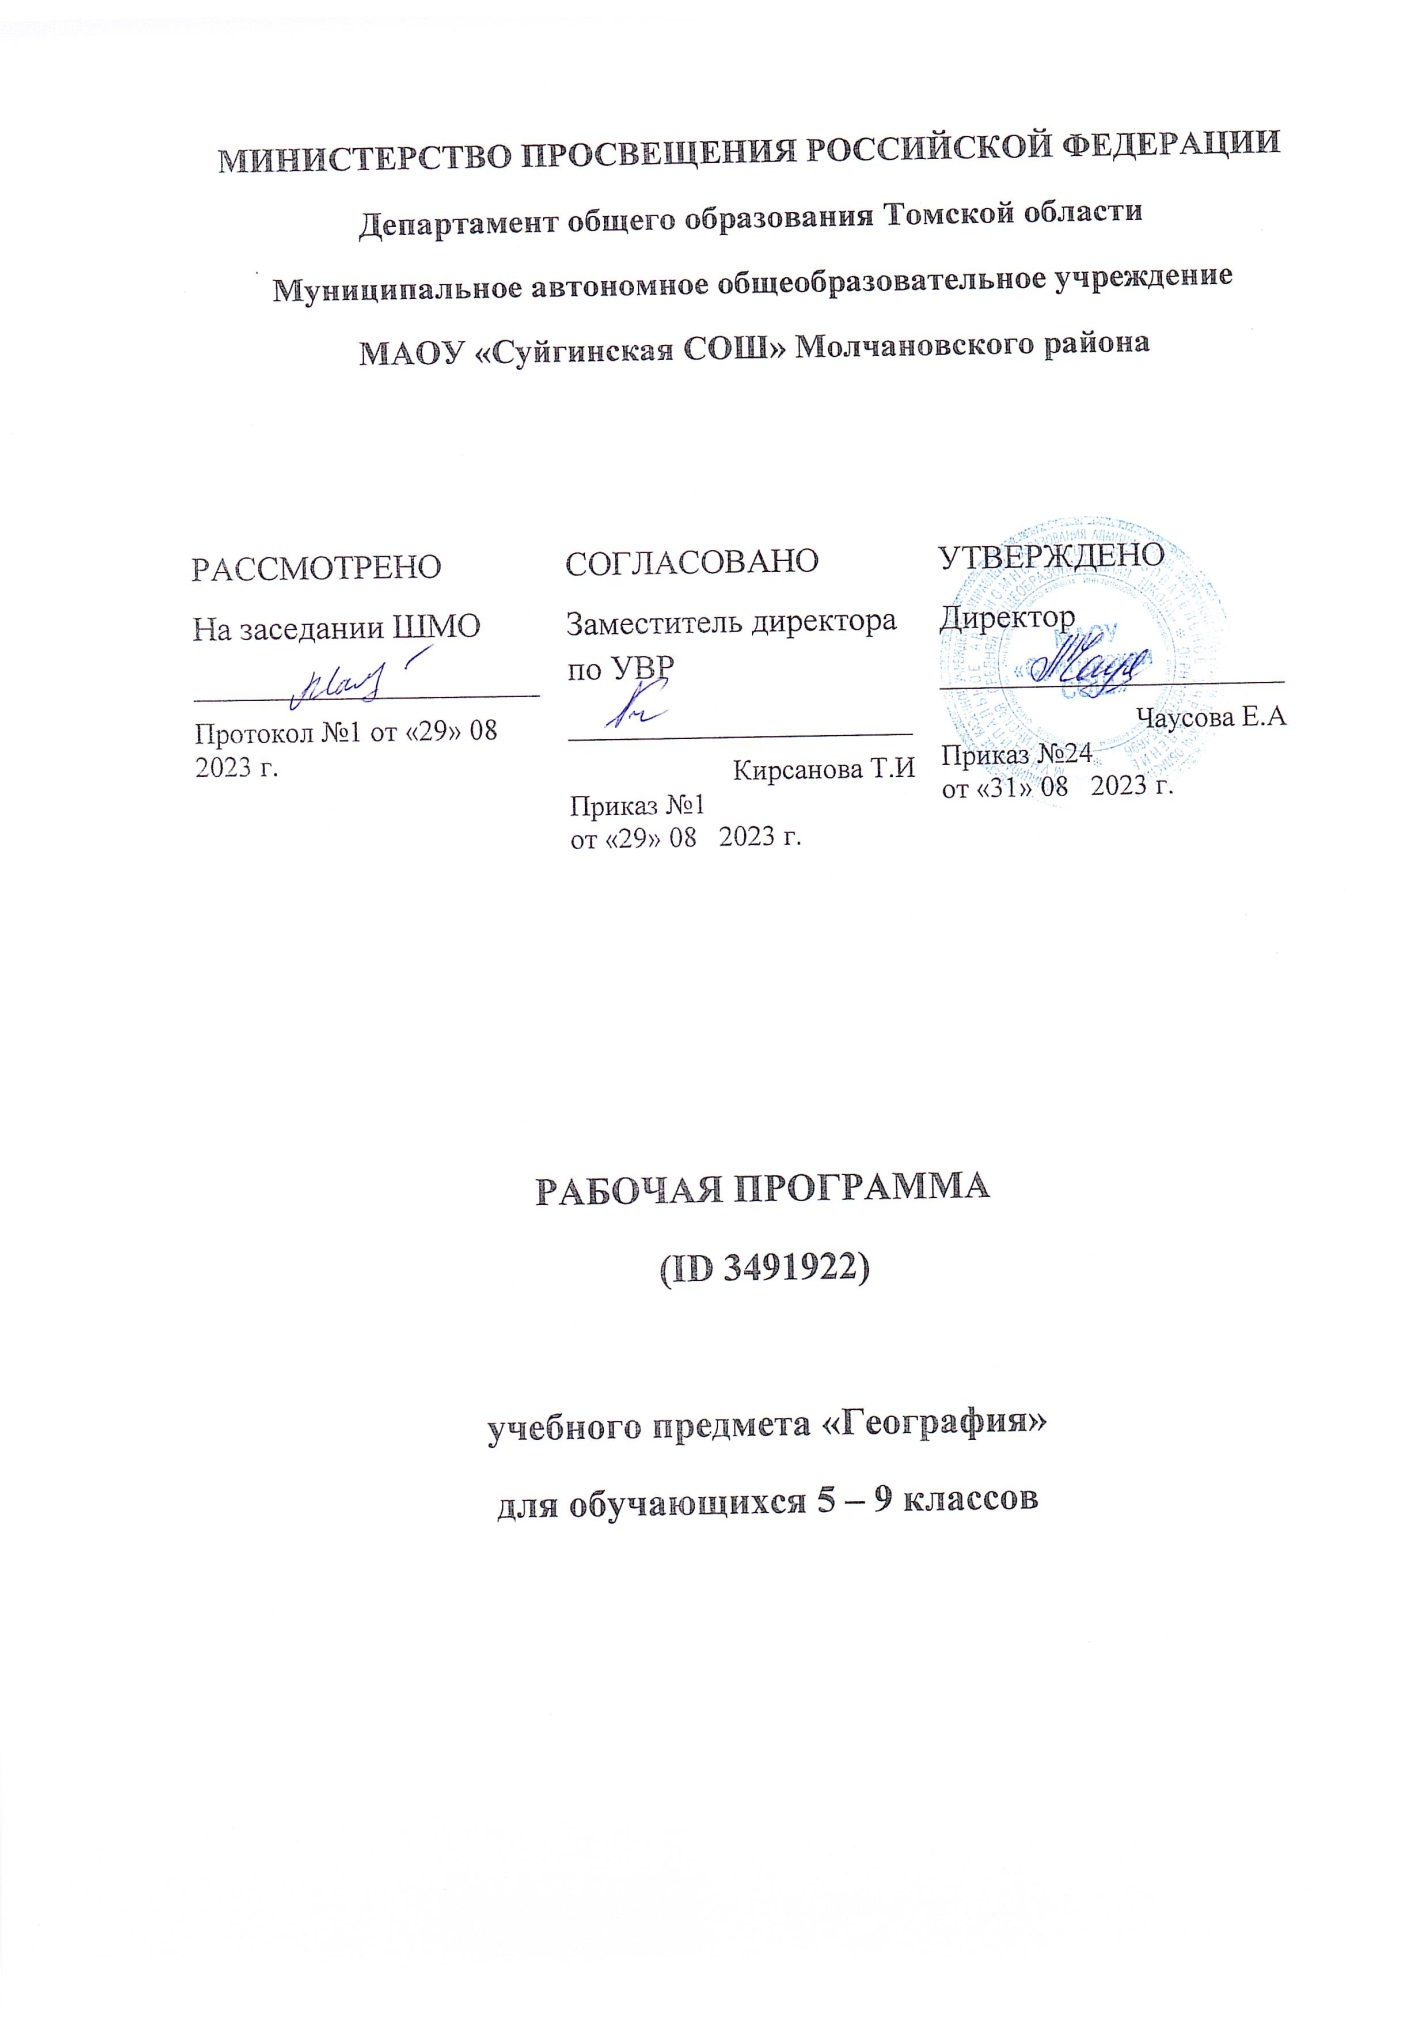 МИНИСТЕРСТВО ПРОСВЕЩЕНИЯ РОССИЙСКОЙ ФЕДЕРАЦИИ
Департамент общего образования Томской области
Муниципальное автономное общеобразовательное учреждение
МАОУ «Суйгинская СОШ» Молчановского района
РАССМОТРЕНО
На заседании ШМО
Протокол №1 от «29» 08
2023 г.
СОГЛАСОВАНО
Заместитель директора
по УВР
Кирсанова Т.И
Приказ №1
от «29» 08 2023 г.
УТВЕРЖДЕНО
Директор
Чаусова Е.А
Приказ №24
от «31» 08 2023 г.
РАБОЧАЯ ПРОГРАММА
(ID 3491922)
учебного предмета «География»
для обучающихся 5 – 9 классов